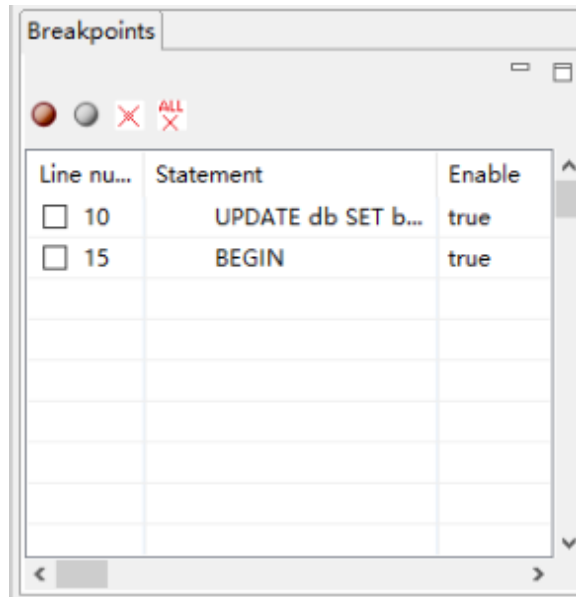 Breakpoints
ALL
Line nu... Statement Enable
10 UPDATE db SET b... true
15 BEGIN true